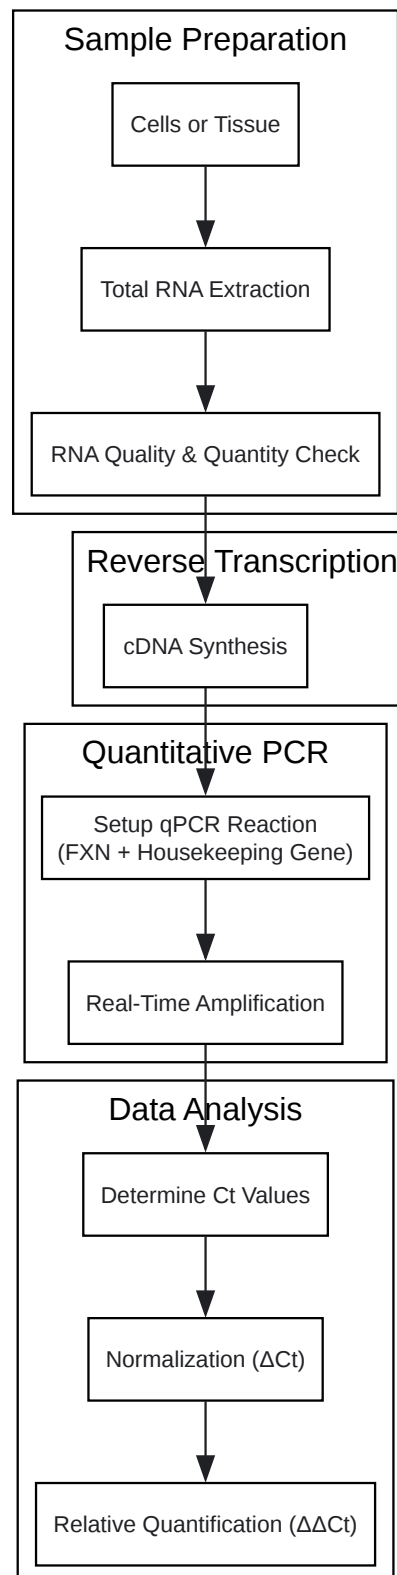 Sample Preparation
Cells or Tissue
Total RNA Extraction
RNA Quality & Quantity Check
Reverse Transcription
cDNA Synthesis
Quantitative PCR
Setup qPCR Reaction
(FXN + Housekeeping Gene)
Real-Time Amplification
Data Analysis
Determine Ct Values
Normalization (ΔCt)
Relative Quantification (ΔΔCt)